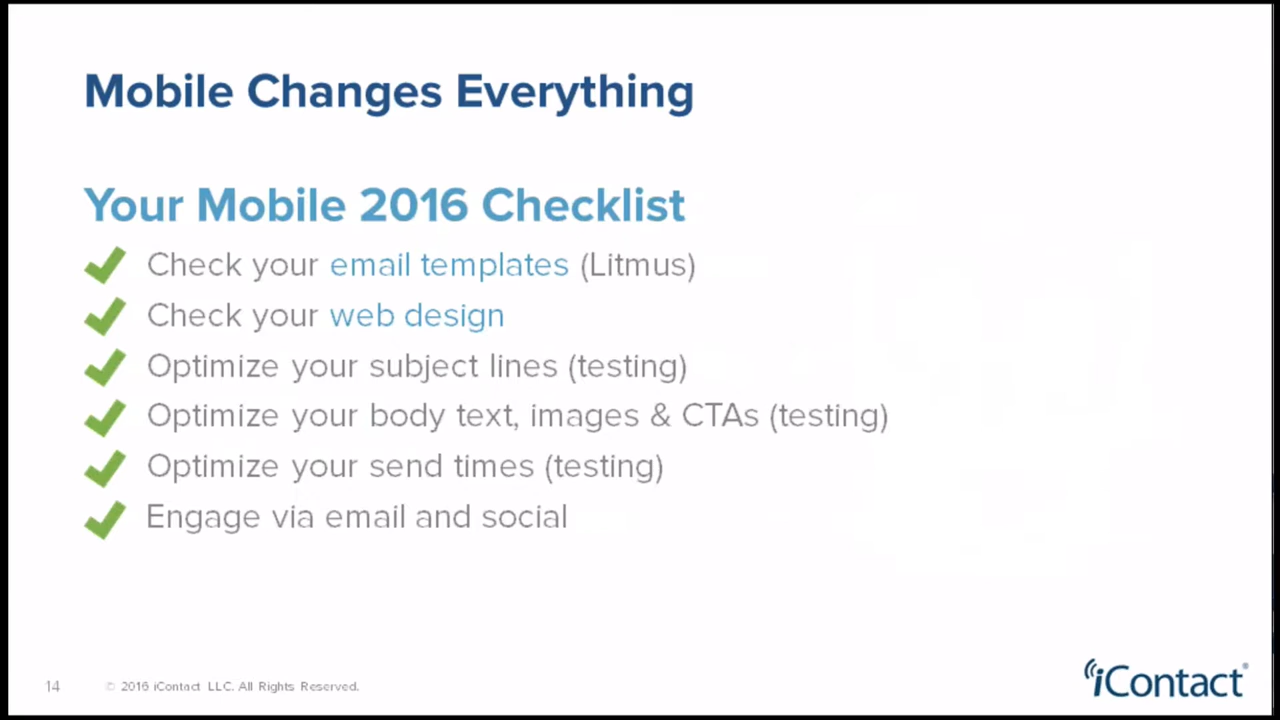 Mobile Changes Everything
Your Mobile 2016 Checklist
Check your email templates (Litmus)
Check your web design
Optimize your subject lines (testing)
Optimize your body text, images & CTAs (testing)
Optimize your send times (testing)
Engage via email and social
14 © 2016 iContact LLC. All Rights Reserved.
iContact®